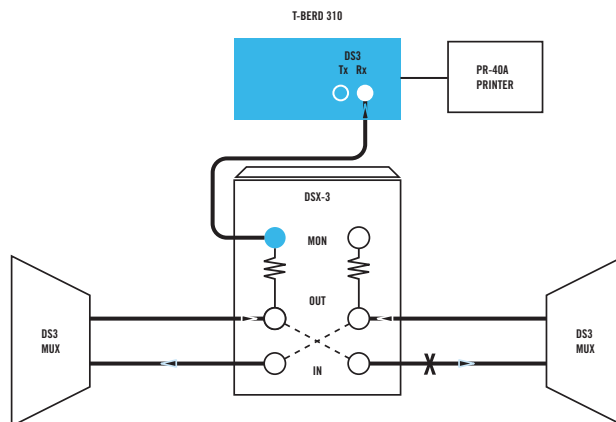 T-BERD 310
DS3
Tx Rx
PR-40A
PRINTER
DSX-3
MON
OUT
DS3
MUX
DS3
MUX
IN
X